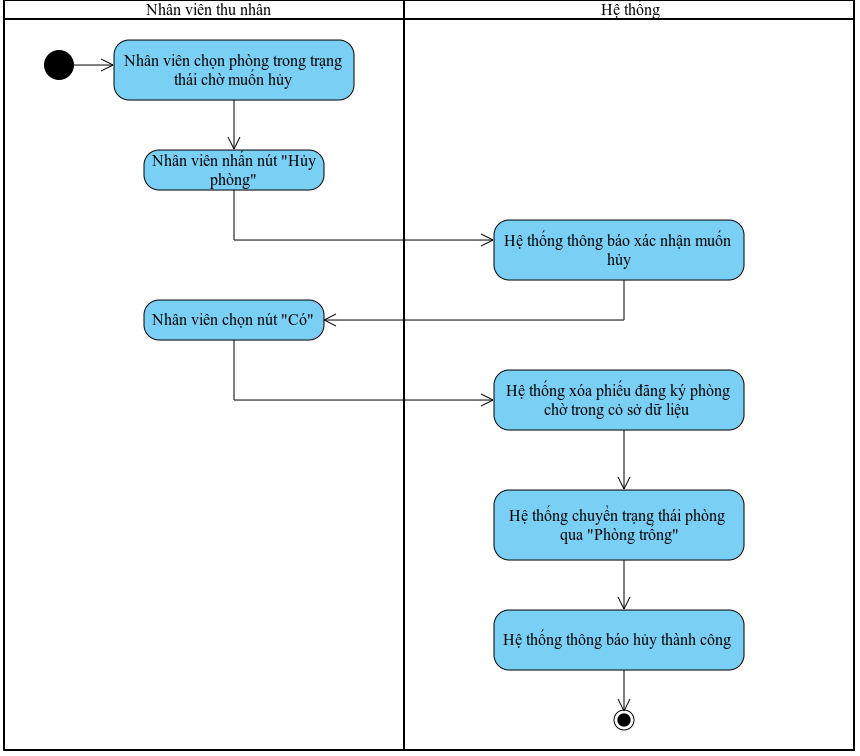 Nhân viên thu nhân
Hệ thống
Nhân viên chọn phòng trong trạng
thái chờ muốn hủy
Nhân viên nhấn nút "Hủy
phòng"
Hệ thống thông báo xác nhận muốn
hủy
Nhân viên chọn nút "Có"
Hệ thống xóa phiếu đăng ký phòng
chờ trong cỏ sở dữ liệu
Hệ thống chuyển trạng thái phòng
qua "Phòng trống"
Hệ thống thông báo hủy thành công